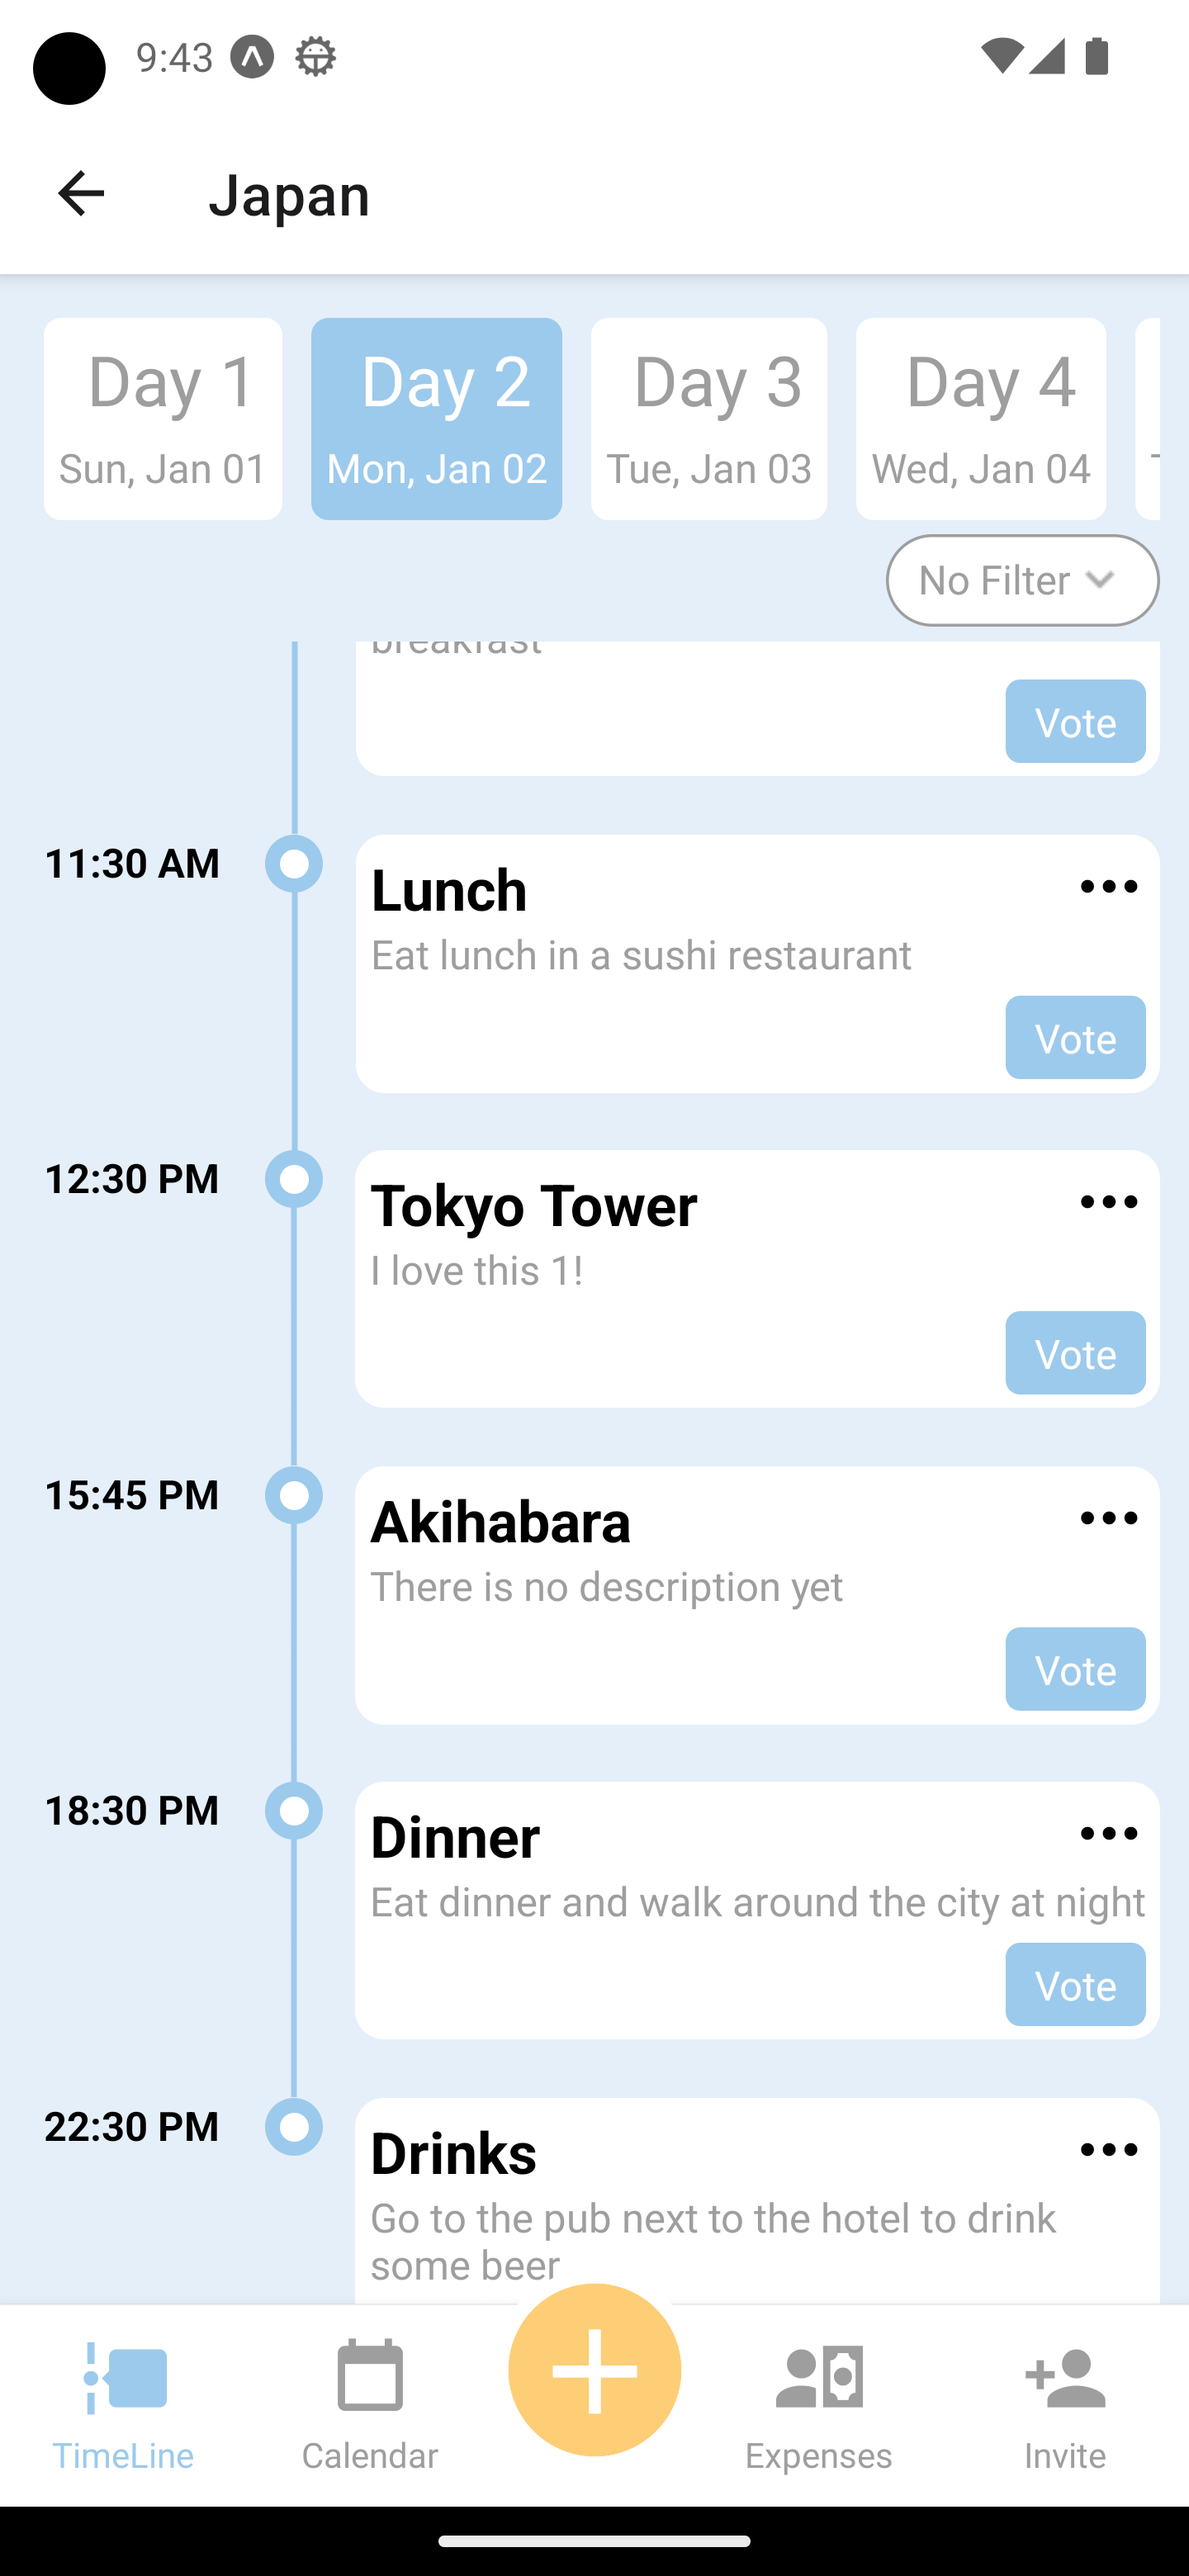 9:43
Japan
Day 1
Sun, Jan 01
Day 2
Mon, Jan 02
Day 3
Tue, Jan 03
Day 4
Wed, Jan 04
No Filter
breakfast
Vote
11:30 AM
Lunch
Eat lunch in a sushi restaurant
Vote
12:30 PM
Tokyo Tower
I love this 1!
Vote
15:45 PM
Akihabara
There is no description yet
Vote
18:30 PM
Dinner
Eat dinner and walk around the city at night
Vote
22:30 PM
Drinks
Go to the pub next to the hotel to drink
some beer
TimeLine
Calendar
Expenses
Invite